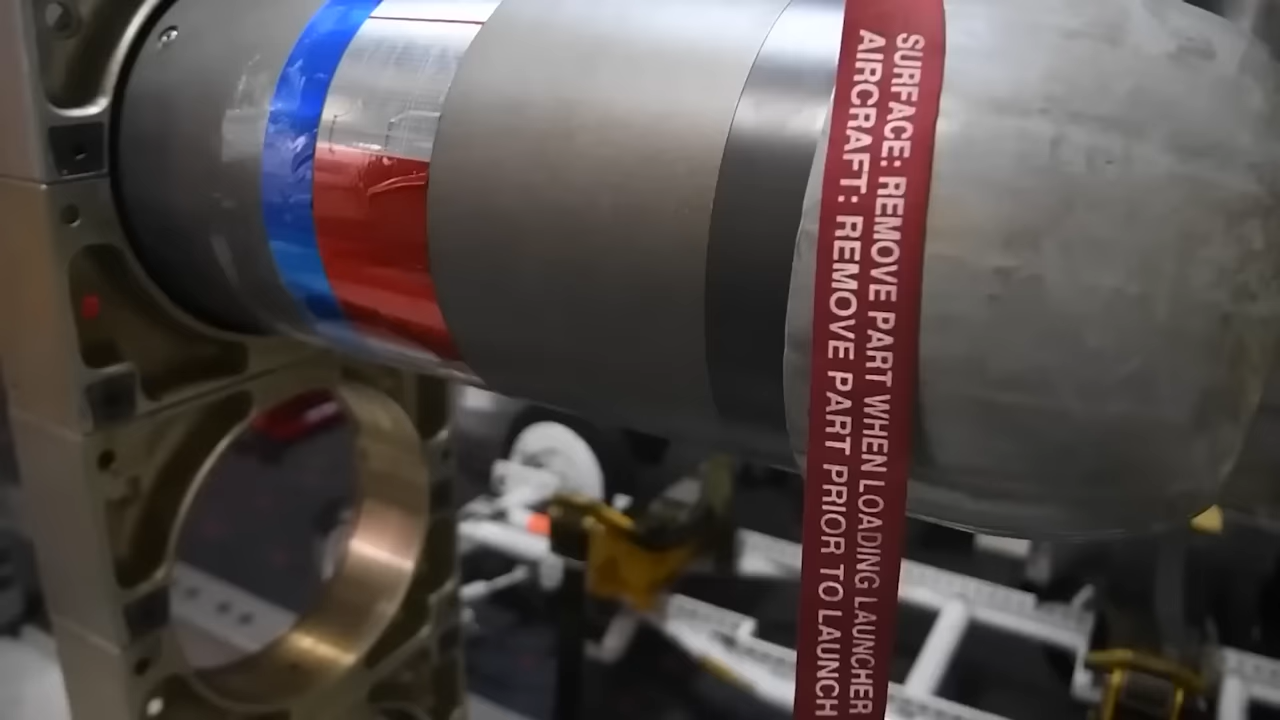 SURFACE: REMOVE PART WHEN LOADING LAUNCHER
AIRCRAFT: REMOVE PART PRIOR TO LAUNCH